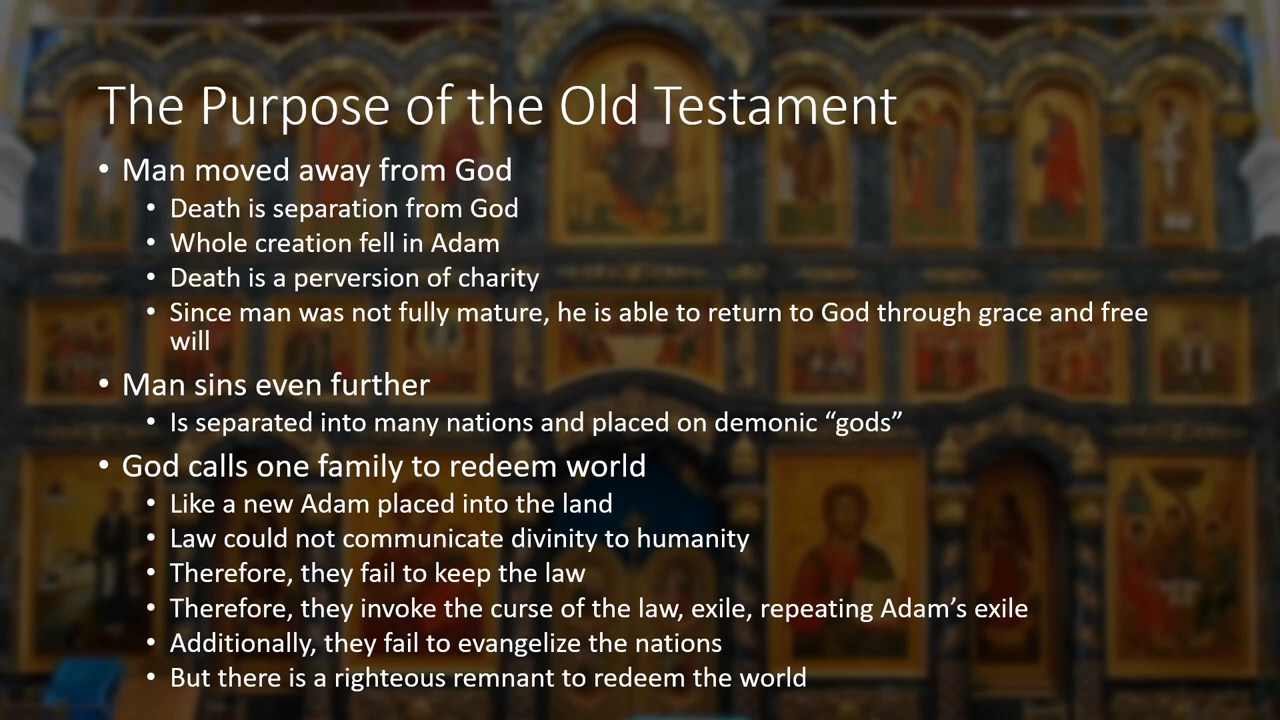 The Purpose of the Old Testament
• Man moved away from God
• Death is separation from God
• Whole creation fell in Adam
• Death is a perversion of charity
• Since man was not fully mature, he is able to return to God through grace and free
will
• Man sins even further
• Is separated into many nations and placed on demonic “gods”
• God calls one family to redeem world
• Like a new Adam placed into the land
• Law could not communicate divinity to humanity
• Therefore, they fail to keep the law
• Therefore, they invoke the curse of the law, exile, repeating Adam’s exile
• Additionally, they fail to evangelize the nations
• But there is a righteous remnant to redeem the world